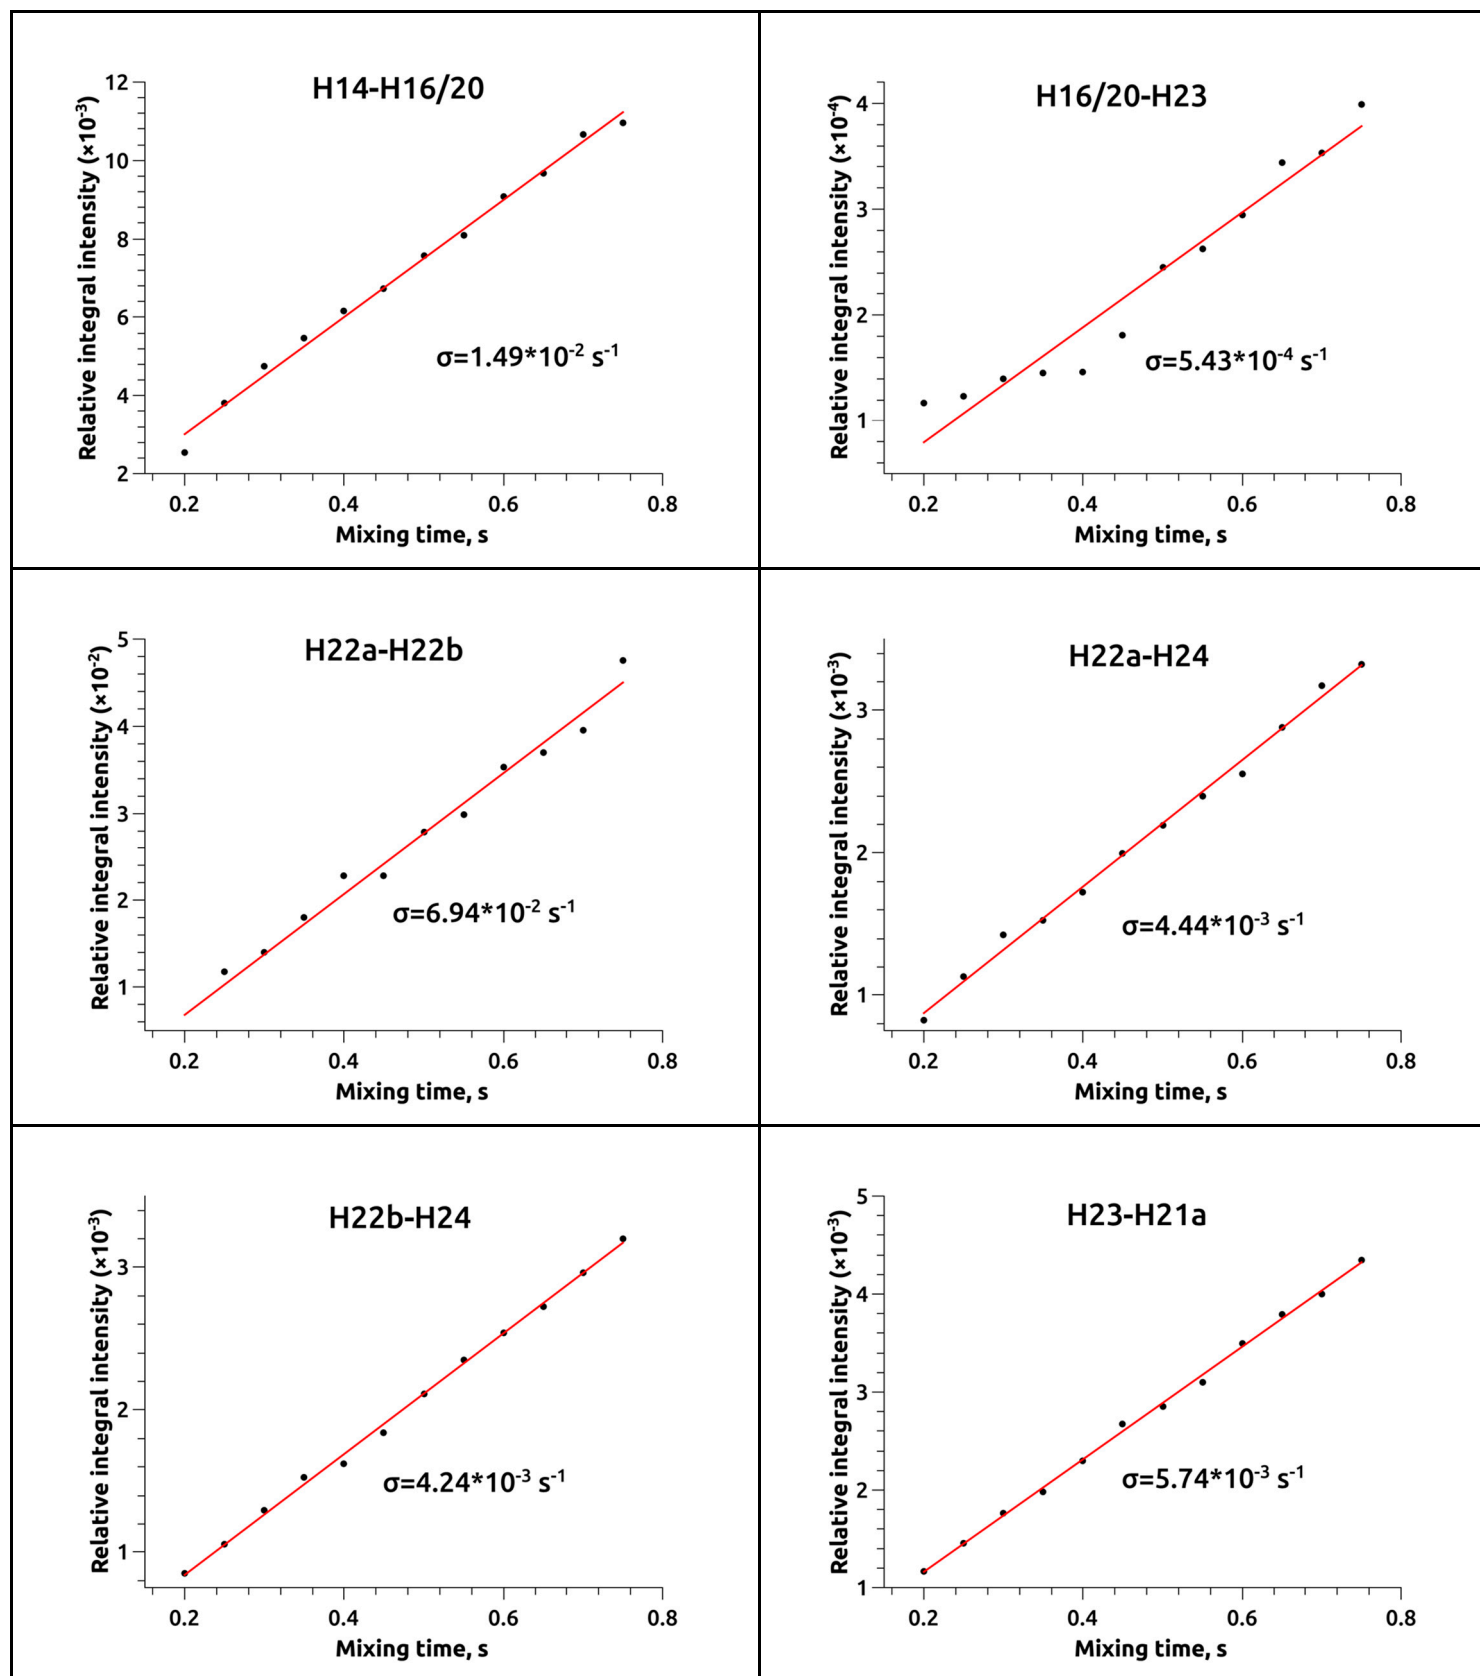 H14-H16/20
Relative integral intensity (×10⁻³)
12
10
8
6
4
2
σ=1.49*10⁻² s⁻¹
0.2 0.4 0.6 0.8
Mixing time, s
H16/20-H23
Relative integral intensity (×10⁻⁴)
4
3
2
1
σ=5.43*10⁻⁴ s⁻¹
0.2 0.4 0.6 0.8
Mixing time, s
H22a-H22b
Relative integral intensity (×10⁻²)
5
4
3
2
1
σ=6.94*10⁻² s⁻¹
0.2 0.4 0.6 0.8
Mixing time, s
H22a-H24
Relative integral intensity (×10⁻³)
3
2
1
σ=4.44*10⁻³ s⁻¹
0.2 0.4 0.6 0.8
Mixing time, s
H22b-H24
Relative integral intensity (×10⁻³)
3
2
1
σ=4.24*10⁻³ s⁻¹
0.2 0.4 0.6 0.8
Mixing time, s
H23-H21a
Relative integral intensity (×10⁻³)
5
4
3
2
1
σ=5.74*10⁻³ s⁻¹
0.2 0.4 0.6 0.8
Mixing time, s